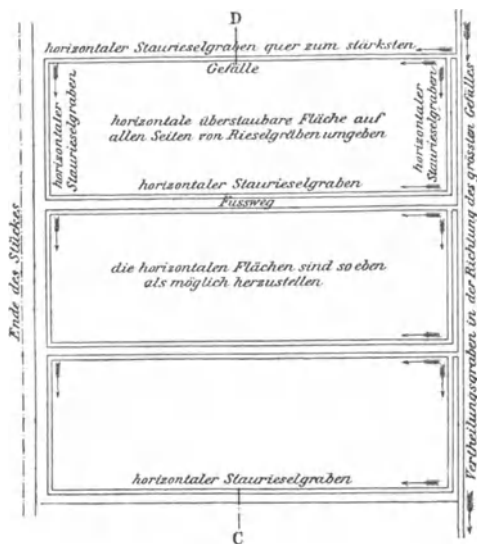 D
horizontaler Staurieselgraben quer zum stärksten
Gefälle
horizontaler
Staurieselgraben
horizontale überstaubare Fläche auf
allen Seiten von Rieselgräben umgeben
horizontaler
Staurieselgraben
horizontaler Staurieselgraben
Fussweg
Ende des Stückes
die horizontalen Flächen sind so eben
als möglich herzustellen
Vertheilungsgraben in der Richtung des grössten Gefälles
horizontaler Staurieselgraben
C